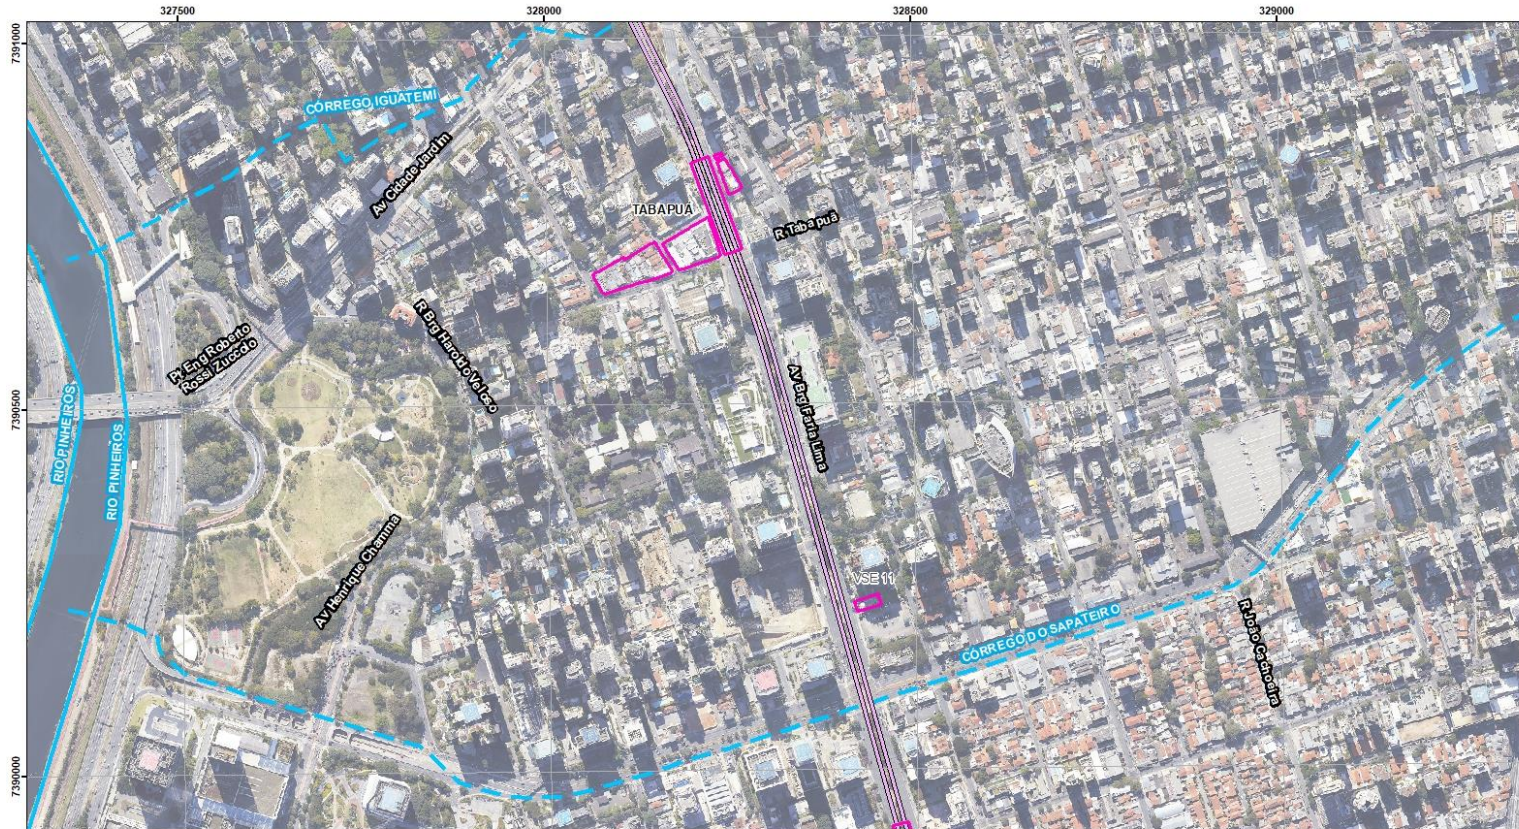 327500
328000
328500
329000
7391000
CÓRREGO IGUATEMI
Av Cidade Jardim
TABAPUÃ
R Tabapuã
R Brg Haroldo Veloso
Pt Eng Roberto
Rossi Zuccolo
Av Brg Faria Lima
7390500
RIO PINHEIROS
RIO PINHEIROS
Av Henrique Chamma
VSE 11
CÓRREGO DO SAPATEIRO
R João Cachoeira
7390000